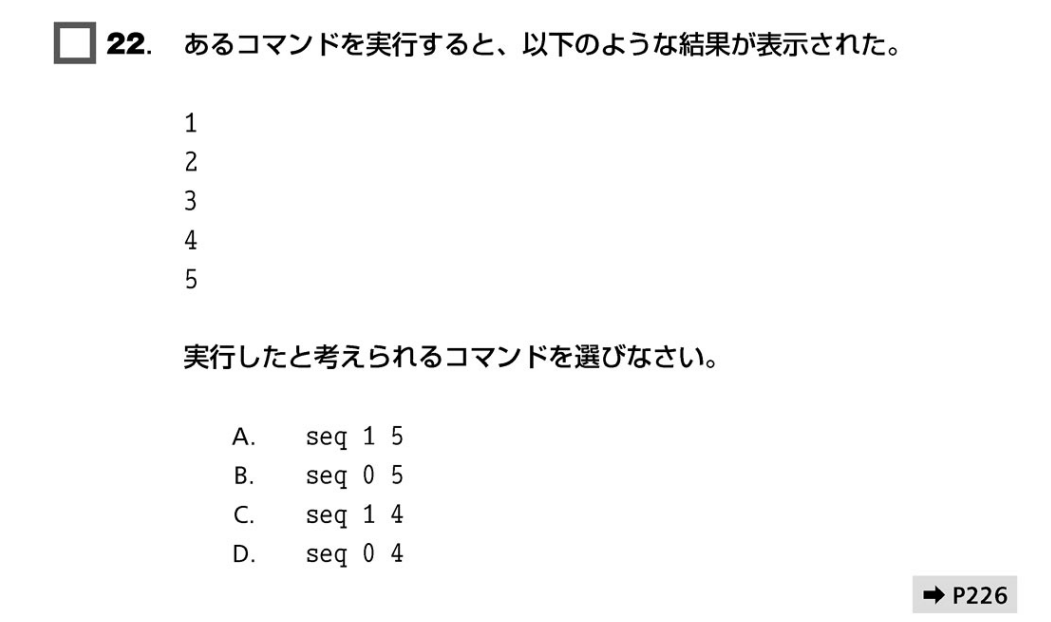 22. あるコマンドを実行すると、以下のような結果が表示された。
1
2
3
4
5
実行したと考えられるコマンドを選びなさい。
A. seq 1 5
B. seq 0 5
C. seq 1 4
D. seq 0 4
➡ P226